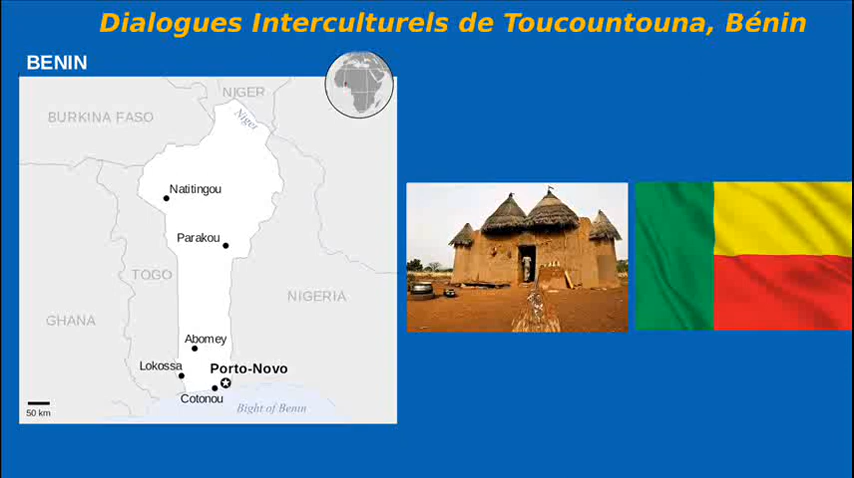 Dialogues Interculturels de Toucountouna, Bénin
BENIN
NIGER
BURKINA FASO
Niger
Natitingou
Parakou
TOGO
NIGERIA
GHANA
Abomey
Lokossa
Porto-Novo
Cotonou
Bight of Benin
50 km